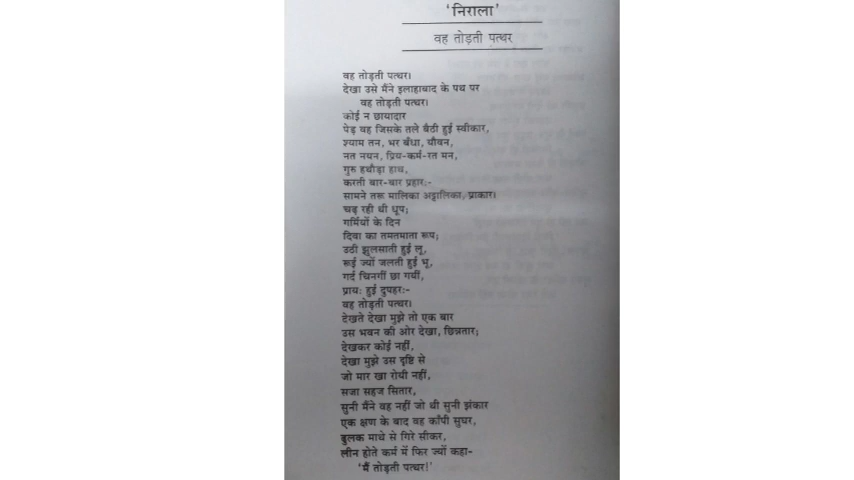 'निराला'
वह तोड़ती पत्थर
वह तोड़ती पत्थर।
देखा उसे मैंने इलाहाबाद के पथ पर
वह तोड़ती पत्थर।
कोई न छायादार
पेड़ वह जिसके तले बैठी हुई स्वीकार,
श्याम तन, भर बँधा, यौवन,
नत नयन, प्रिय-कर्म-रत मन,
गुरु हथौड़ा हाथ,
करती बार-बार प्रहार:-
सामने तरू मालिका अट्टालिका, प्राकार।
चढ़ रही थी धूप;
गर्मियों के दिन
दिवा का तमतमाता रूप;
उठी झुलसाती हुई लू,
रूई ज्यों जलती हुई भू,
गर्द चिनगीं छा गयीं,
प्रायः हुई दुपहर:-
वह तोड़ती पत्थर।
देखते देखा मुझे तो एक बार
उस भवन की ओर देखा, छिन्नतार;
देखकर कोई नहीं,
देखा मुझे उस दृष्टि से
जो मार खा रोयी नहीं,
सजा सहज सितार,
सुनी मैंने वह नहीं जो थी सुनी झंकार
एक क्षण के बाद वह काँपी सुघर,
ढुलक माथे से गिरे सीकर,
लीन होते कर्म में फिर ज्यों कहा-
'मैं तोड़ती पत्थर!'